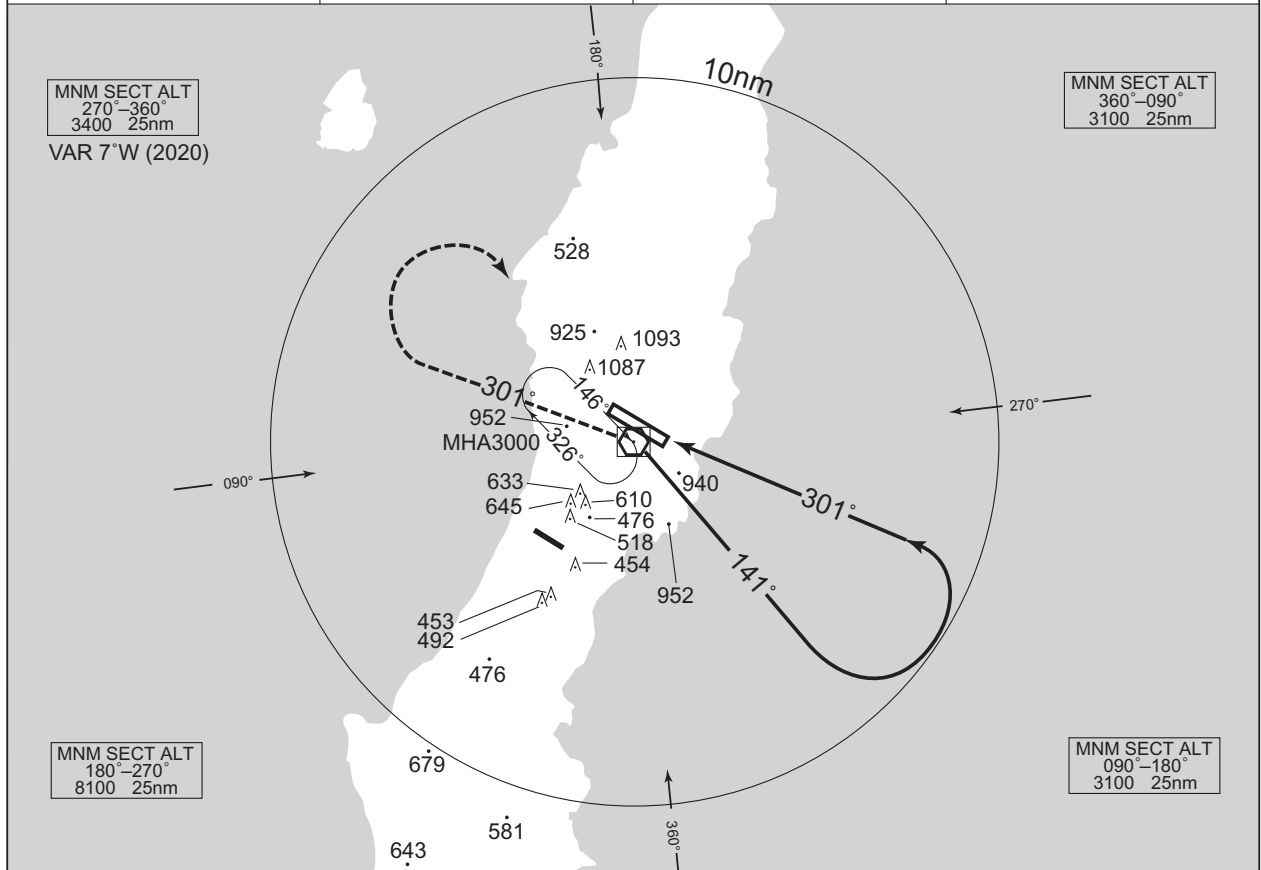 180°
10nm
MNM SECT ALT
270°–360°
3400 25nm
VAR 7°W (2020)
MNM SECT ALT
360°–090°
3100 25nm
528
925
1093
1087
301°
146°
952
MHA3000
326°
270°
090°
633
645
610
476
518
454
940
301°
141°
952
453
492
476
679
581
643
360°
MNM SECT ALT
180°–270°
8100 25nm
MNM SECT ALT
090°–180°
3100 25nm